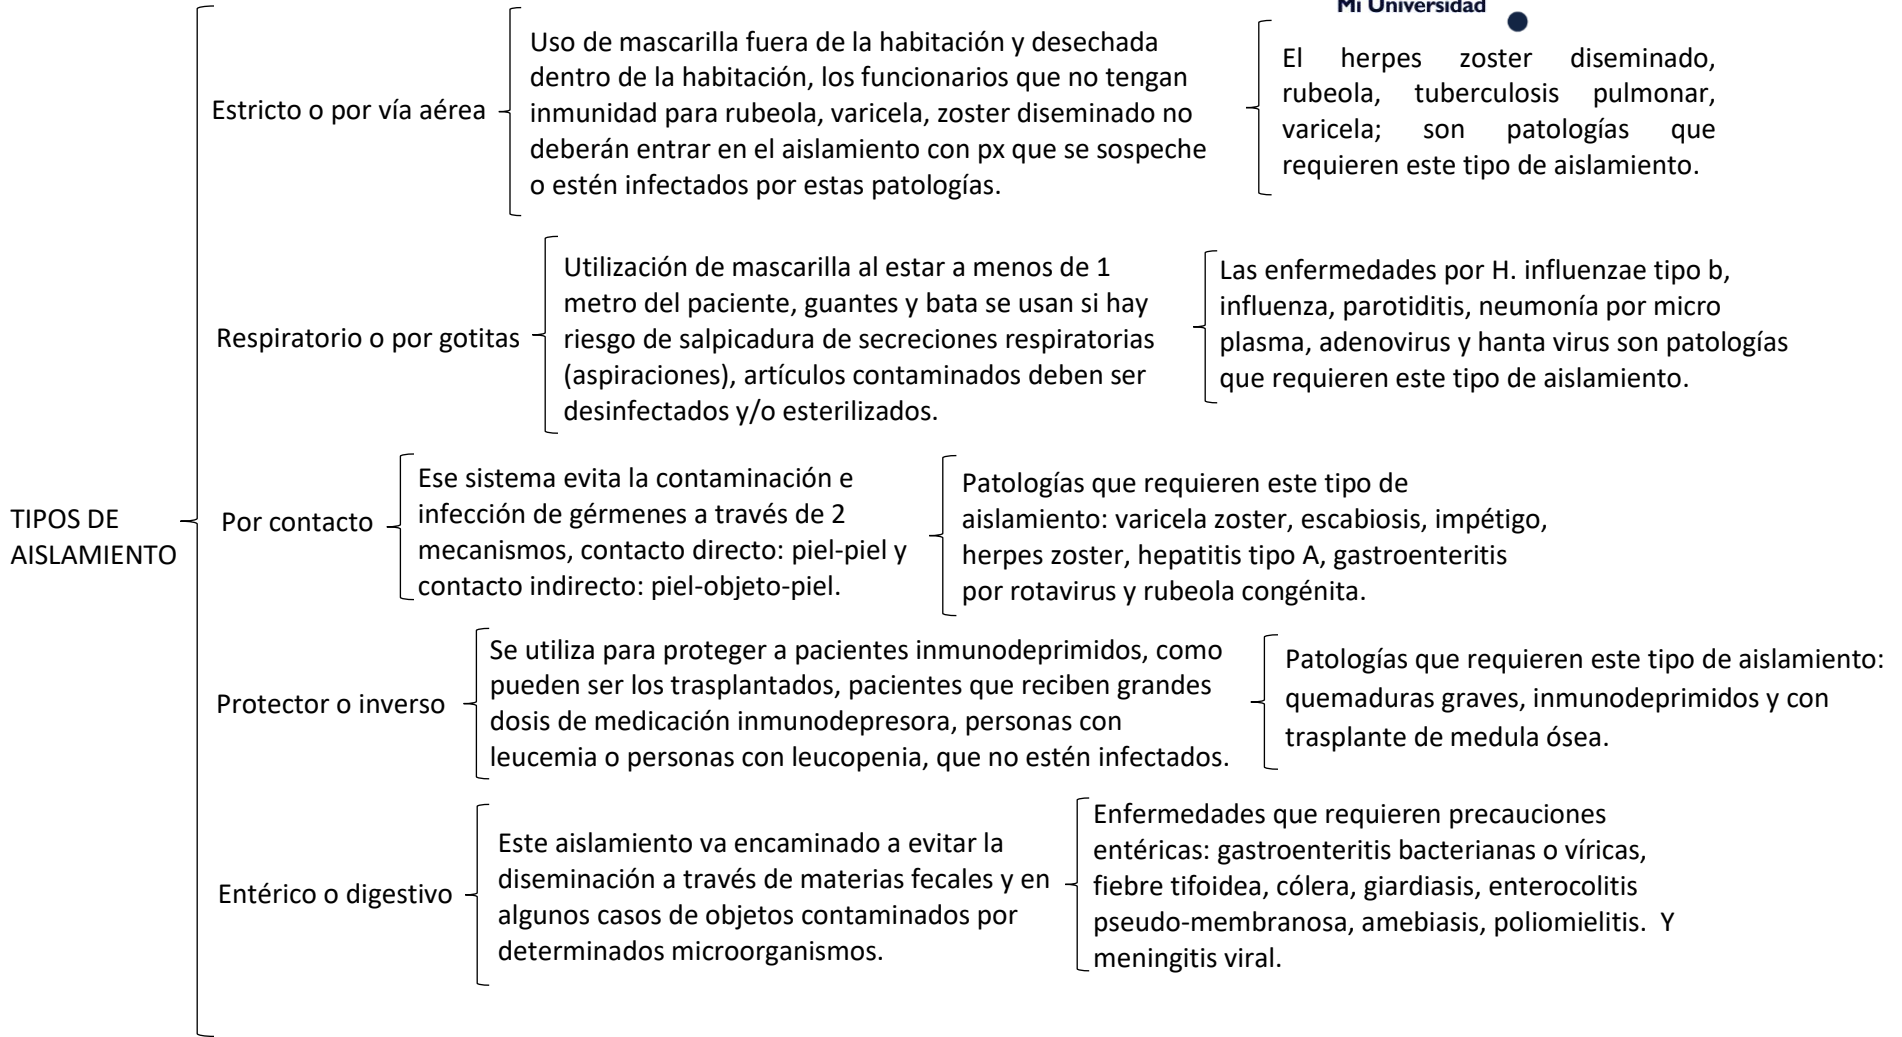 Mi Universidad
TIPOS DE
AISLAMIENTO
Estricto o por vía aérea
Uso de mascarilla fuera de la habitación y desechada
dentro de la habitación, los funcionarios que no tengan
inmunidad para rubeola, varicela, zoster diseminado no
deberán entrar en el aislamiento con px que se sospeche
o estén infectados por estas patologías.
El herpes zoster diseminado,
rubeola, tuberculosis pulmonar,
varicela; son patologías que
requieren este tipo de aislamiento.
Respiratorio o por gotitas
Utilización de mascarilla al estar a menos de 1
metro del paciente, guantes y bata se usan si hay
riesgo de salpicadura de secreciones respiratorias
(aspiraciones), artículos contaminados deben ser
desinfectados y/o esterilizados.
Las enfermedades por H. influenzae tipo b,
influenza, parotiditis, neumonía por micro
plasma, adenovirus y hanta virus son patologías
que requieren este tipo de aislamiento.
Por contacto
Ese sistema evita la contaminación e
infección de gérmenes a través de 2
mecanismos, contacto directo: piel-piel y
contacto indirecto: piel-objeto-piel.
Patologías que requieren este tipo de
aislamiento: varicela zoster, escabiosis, impétigo,
herpes zoster, hepatitis tipo A, gastroenteritis
por rotavirus y rubeola congénita.
Protector o inverso
Se utiliza para proteger a pacientes inmunodeprimidos, como
pueden ser los trasplantados, pacientes que reciben grandes
dosis de medicación inmunodepresora, personas con
leucemia o personas con leucopenia, que no estén infectados.
Patologías que requieren este tipo de aislamiento:
quemaduras graves, inmunodeprimidos y con
trasplante de medula ósea.
Entérico o digestivo
Este aislamiento va encaminado a evitar la
diseminación a través de materias fecales y en
algunos casos de objetos contaminados por
determinados microorganismos.
Enfermedades que requieren precauciones
entéricas: gastroenteritis bacterianas o víricas,
fiebre tifoidea, cólera, giardiasis, enterocolitis
pseudo-membranosa, amebiasis, poliomielitis. Y
meningitis viral.